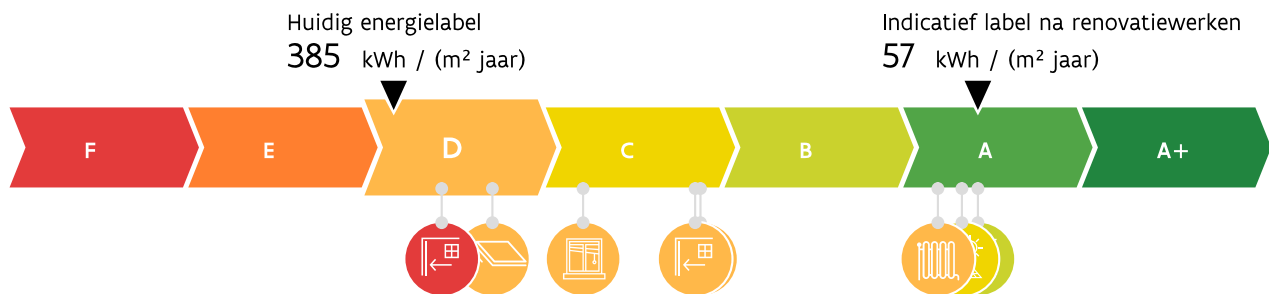 Huidig energielabel
385 kWh / (m² jaar)
Indicatief label na renovatiewerken
57 kWh / (m² jaar)
F
E
D
C
B
A
A+